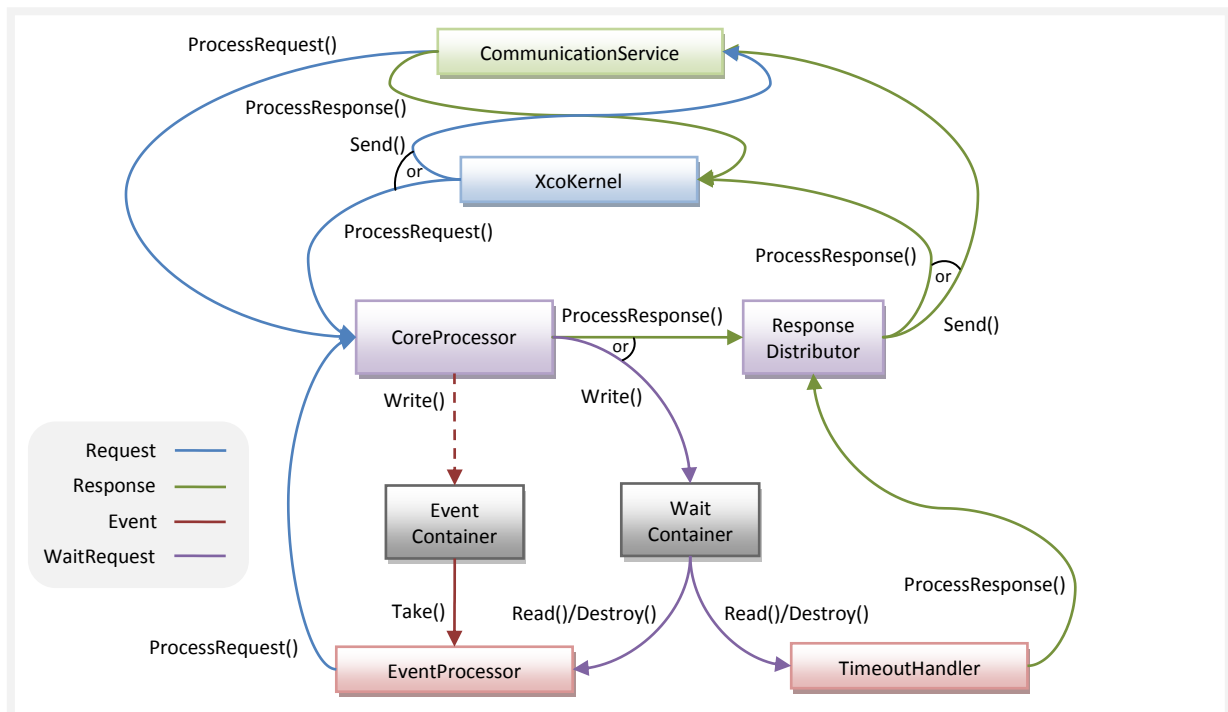 ProcessRequest()
CommunicationService
ProcessResponse()
Send()
or
XcoKernel
ProcessRequest()
ProcessResponse()
or
Send()
CoreProcessor
ProcessResponse()
or
Response
Distributor
Write()
Write()
Request
Response
Event
WaitRequest
Event
Container
Wait
Container
Take()
Read()/Destroy()
Read()/Destroy()
ProcessResponse()
ProcessRequest()
EventProcessor
TimeoutHandler